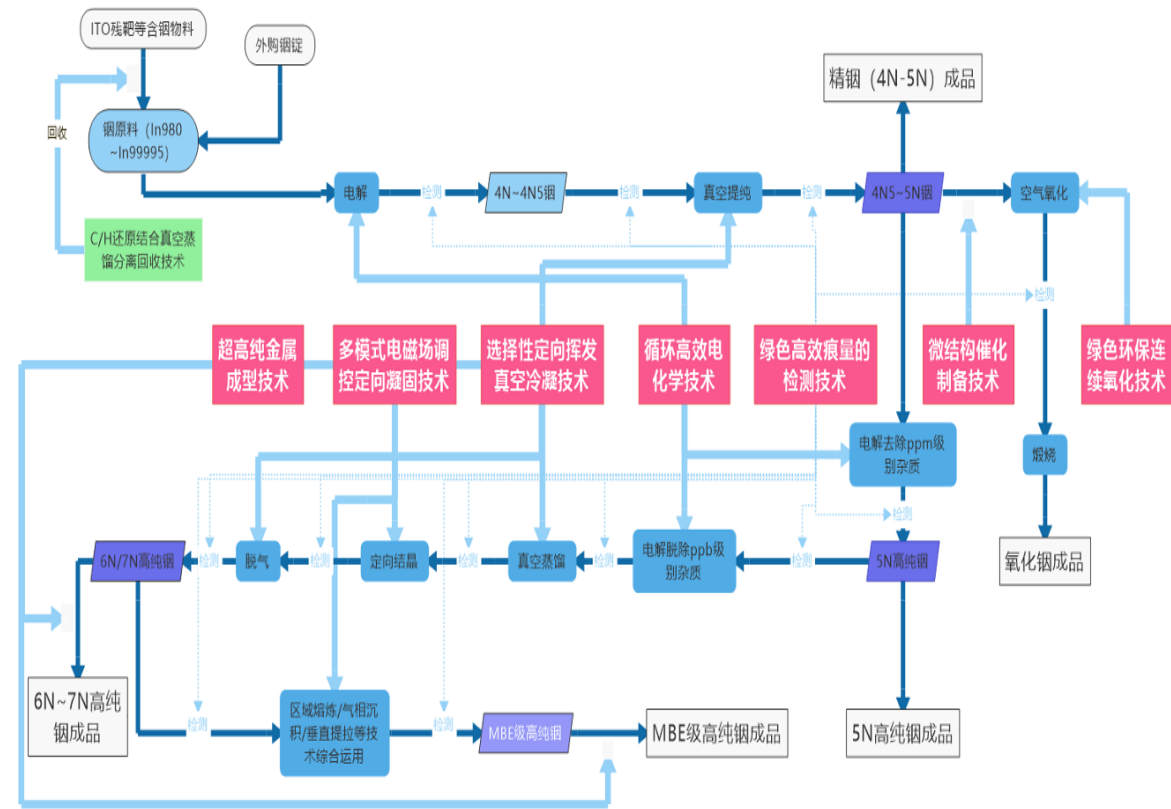 ITO残靶等含铟物料
外购铟锭
精铟（4N-5N）成品
回收
铟原料（In980
~In99995）
电解
检测
4N~4N5铟
检测
真空提纯
检测
4N5~5N铟
空气氧化
C/H还原结合真空蒸
馏分离回收技术
检测
超高纯金属
成型技术
多模式电磁场调
控定向凝固技术
选择性定向挥发
真空冷凝技术
循环高效电
化学技术
绿色高效痕量的
检测技术
微结构催化
制备技术
绿色环保连
续氧化技术
电解去除ppm级
别杂质
煅烧
检测
6N/7N高纯铟
检测
脱气
检测
定向结晶
检测
真空蒸馏
检测
电解脱除ppb级
别杂质
检测
5N高纯铟
氧化铟成品
6N~7N高纯
铟成品
检测
区域熔炼/气相沉
积/垂直提拉等技
术综合运用
检测
MBE级高纯铟
MBE级高纯铟成品
5N高纯铟成品